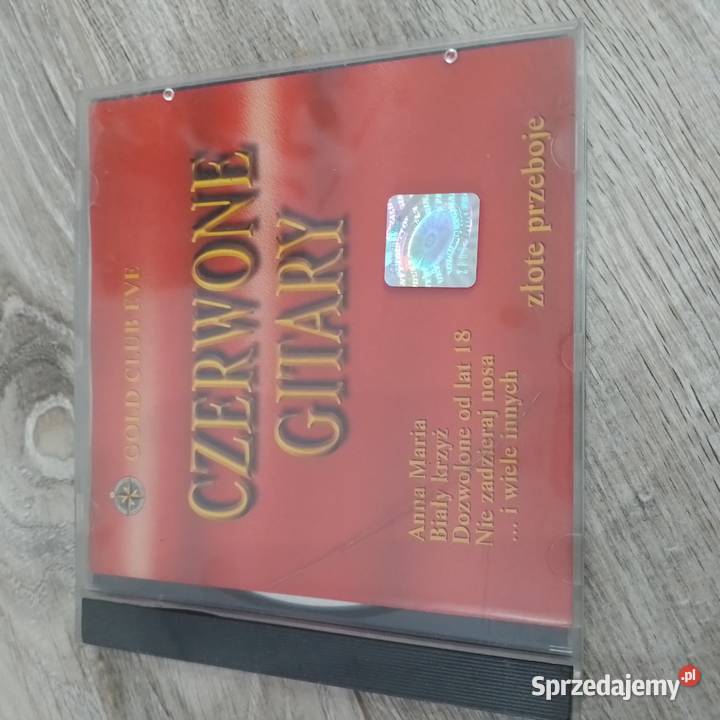 GOLD CLUB EVE
CZERWONE
GITARY
Anna Maria
Biały krzyż
Dozwolone od lat 18
Nie zadzieraj nosa
... i wiele innych
złote przeboje
Sprzedajemy.pl